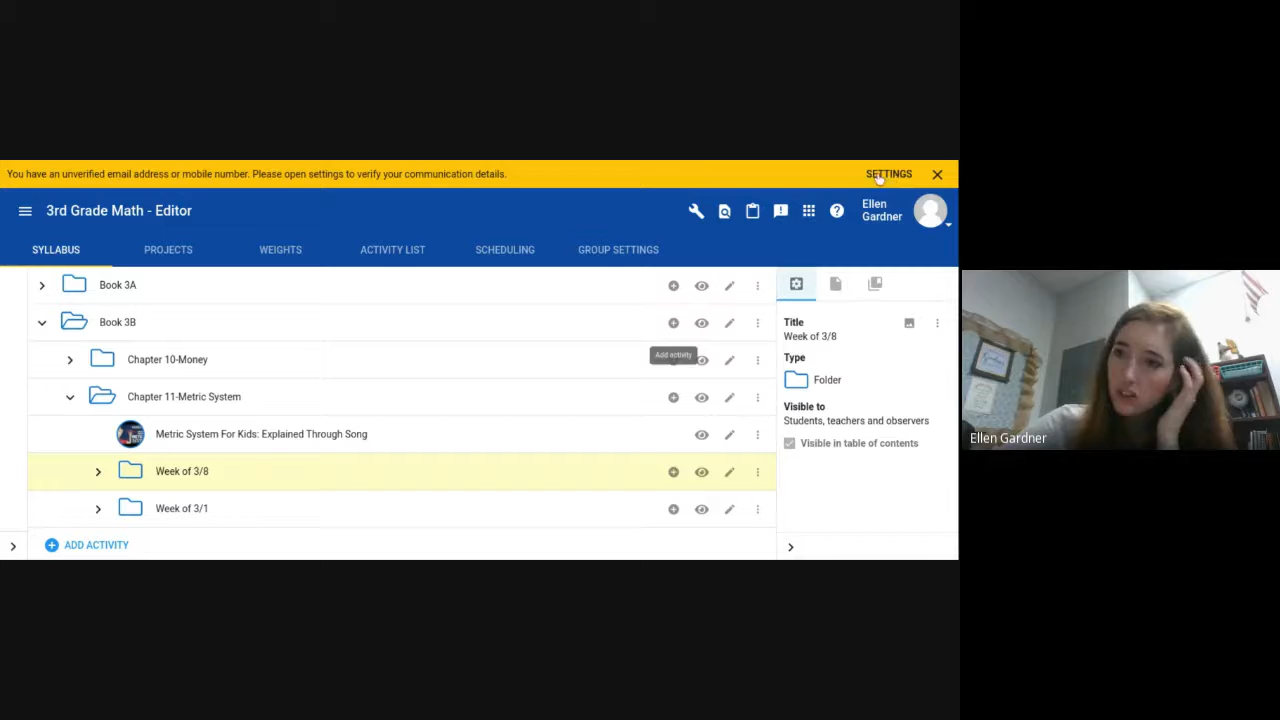 You have an unverified email address or mobile number. Please open settings to verify your communication details.
SETTINGS
3rd Grade Math - Editor
Ellen
Gardner
SYLLABUS
PROJECTS
WEIGHTS
ACTIVITY LIST
SCHEDULING
GROUP SETTINGS
Book 3A
Book 3B
Chapter 10-Money
Add activity
Chapter 11-Metric System
Metric System For Kids: Explained Through Song
Week of 3/8
Week of 3/1
ADD ACTIVITY
Title
Week of 3/8
Type
Folder
Visible to
Students, teachers and observers
Visible in table of contents
Ellen Gardner